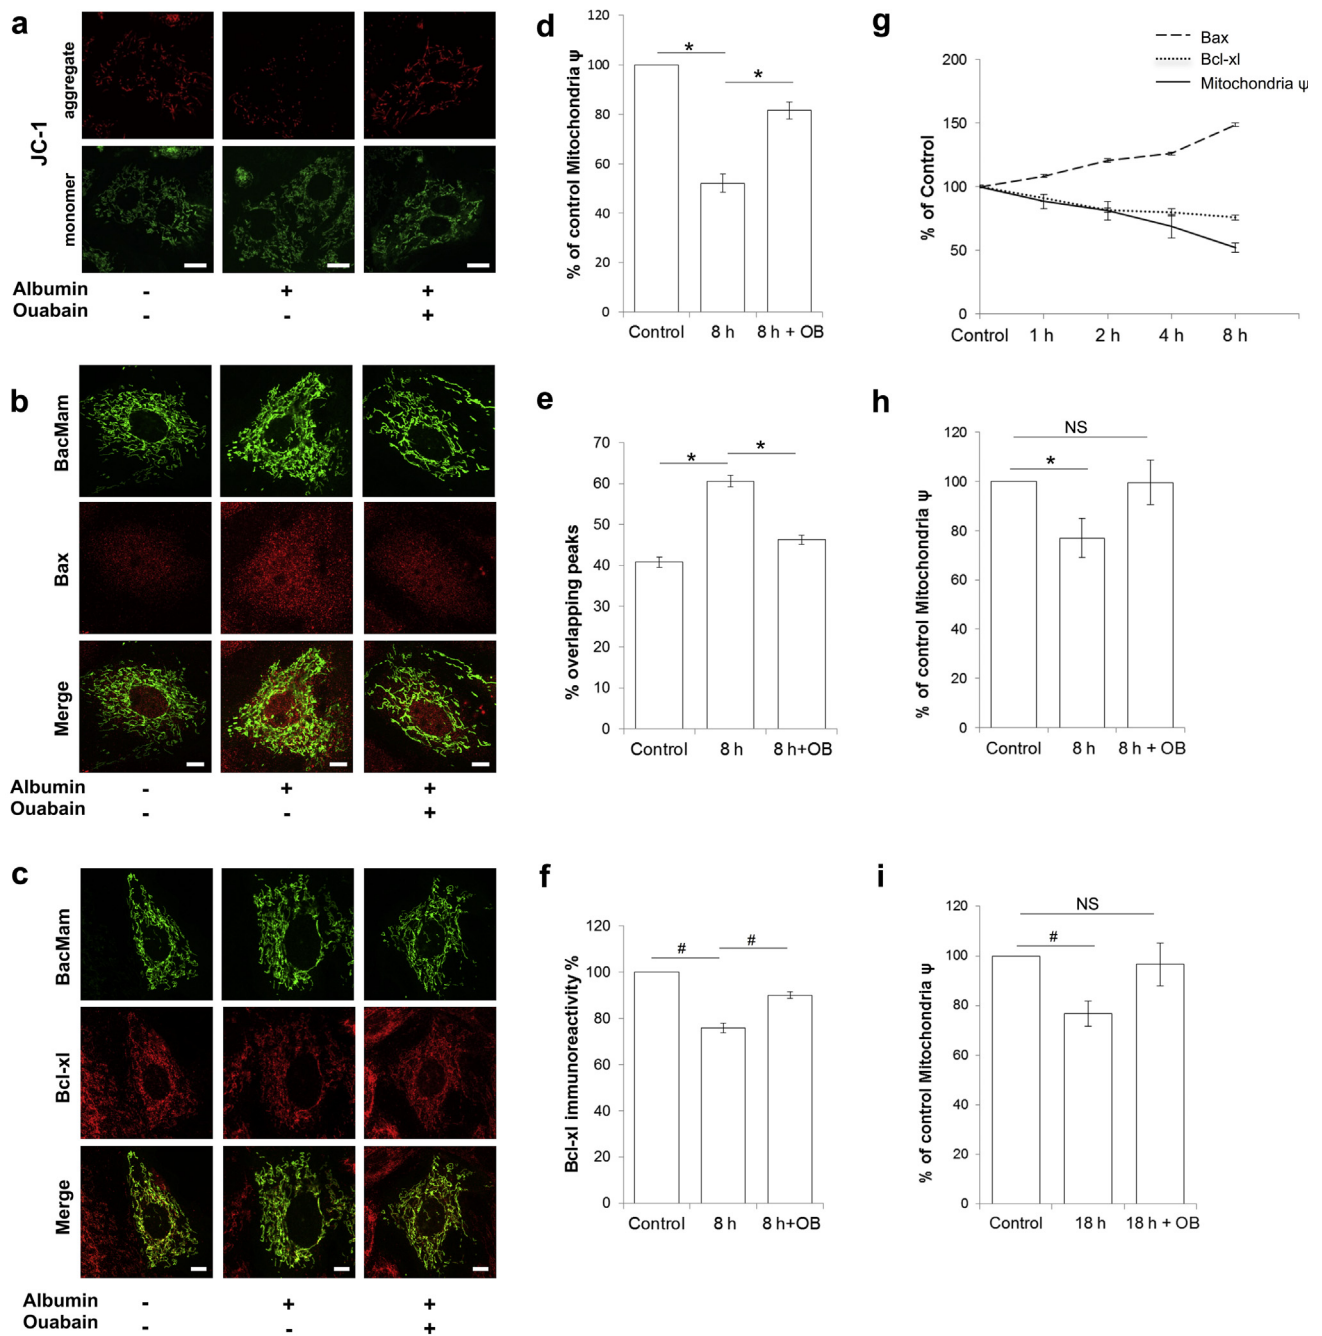 a
JC-1
aggregate
monomer
Albumin - + +
Ouabain - - +
b
BacMam
Bax
Merge
Albumin - + +
Ouabain - - +
c
BacMam
Bcl-xl
Merge
Albumin - + +
Ouabain - - +
d
% of control Mitochondria ψ
120
100
80
60
40
20
0
* *
Control 8 h 8 h + OB
e
% overlapping peaks
70
60
50
40
30
20
10
0
* *
Control 8 h 8 h+OB
f
Bcl-xl immunoreactivity %
120
100
80
60
40
20
0
# #
Control 8 h 8 h+OB
g
Bax
Bcl-xl
Mitochondria ψ
% of Control
200
150
100
50
0
Control 1 h 2 h 4 h 8 h
h
% of control Mitochondria ψ
120
100
80
60
40
20
0
NS
*
Control 8 h 8 h + OB
i
% of control Mitochondria ψ
120
100
80
60
40
20
0
NS
#
Control 18 h 18 h + OB